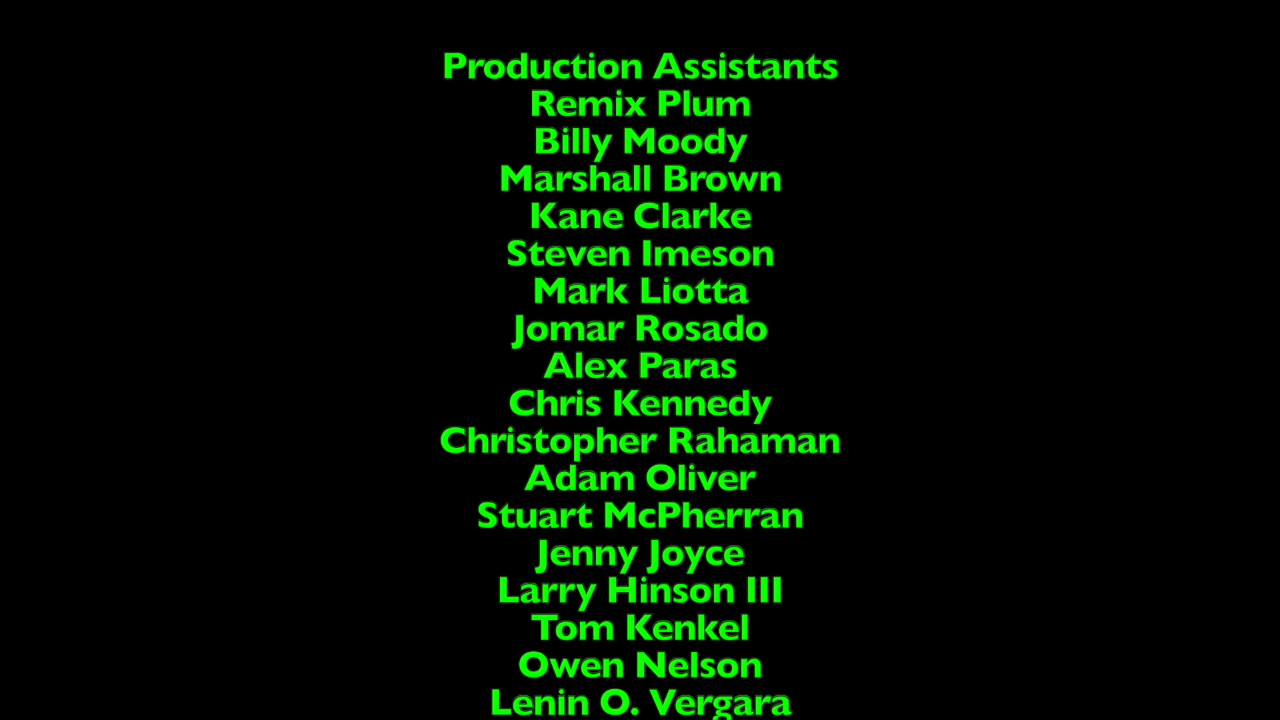 Production Assistants
Remix Plum
Billy Moody
Marshall Brown
Kane Clarke
Steven Imeson
Mark Liotta
Jomar Rosado
Alex Paras
Chris Kennedy
Christopher Rahaman
Adam Oliver
Stuart McPherran
Jenny Joyce
Larry Hinson III
Tom Kenkel
Owen Nelson
Lenin O. Vergara